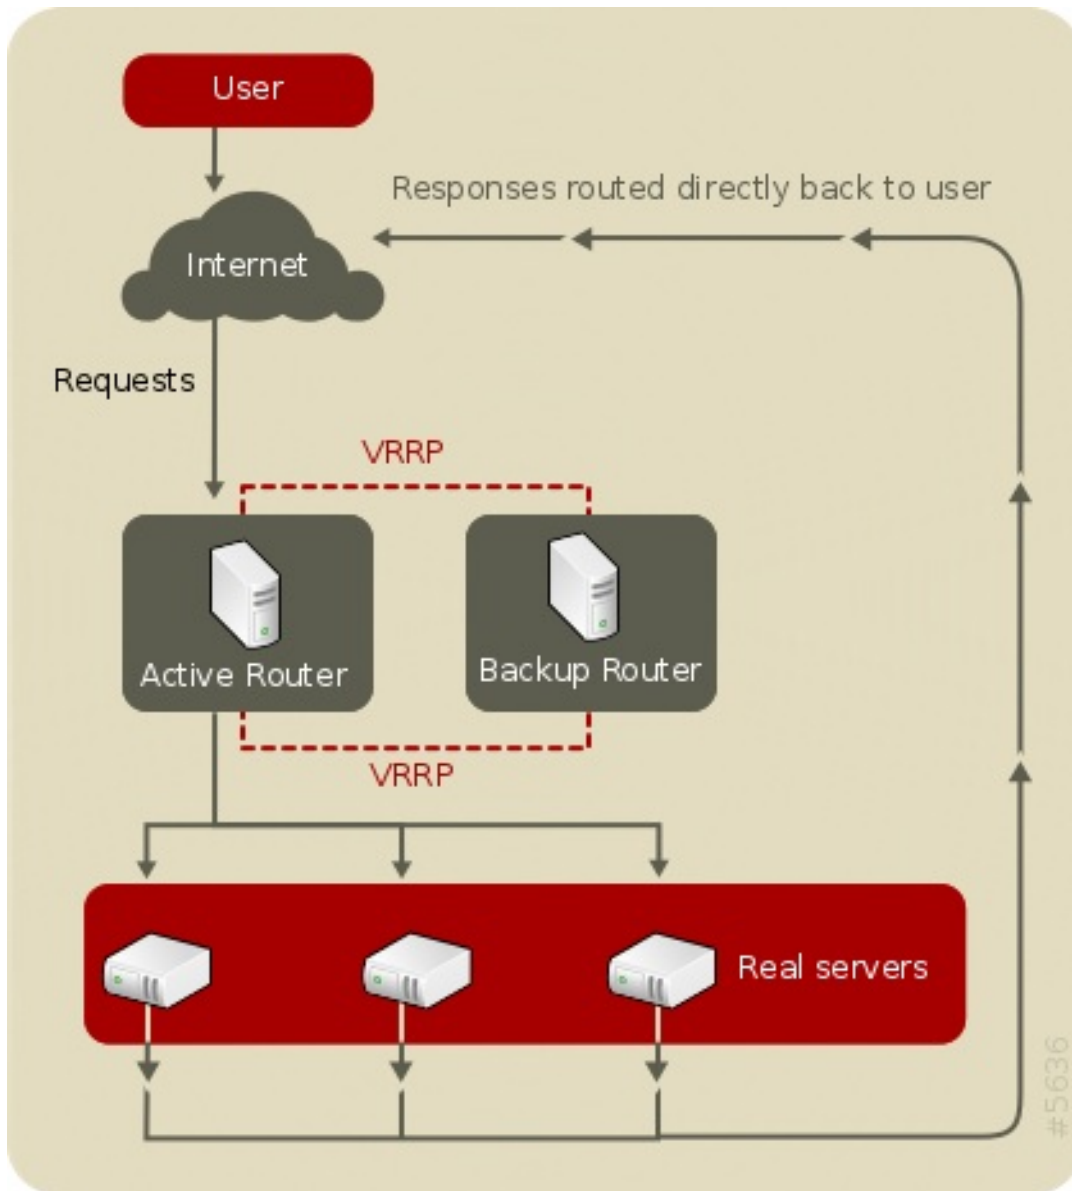 User
Responses routed directly back to user
Internet
Requests
VRRP
Active Router
Backup Router
VRRP
Real servers
#5636